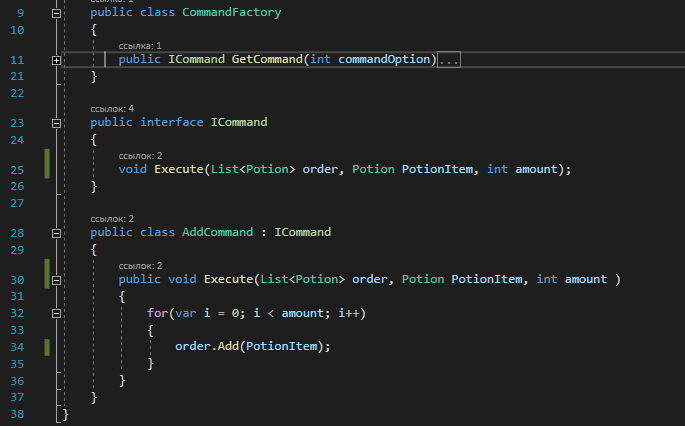 9 public class CommandFactory
10 {
ссылка: 1
11 public ICommand GetCommand(int commandOption)...
21 }
22
ссылок: 4
23 public interface ICommand
24 {
ссылок: 2
25 void Execute(List<Potion> order, Potion PotionItem, int amount);
26 }
27
ссылок: 2
28 public class AddCommand : ICommand
29 {
ссылок: 2
30 public void Execute(List<Potion> order, Potion PotionItem, int amount )
31 {
32 for(var i = 0; i < amount; i++)
33 {
34 order.Add(PotionItem);
35 }
36 }
37 }
38 }